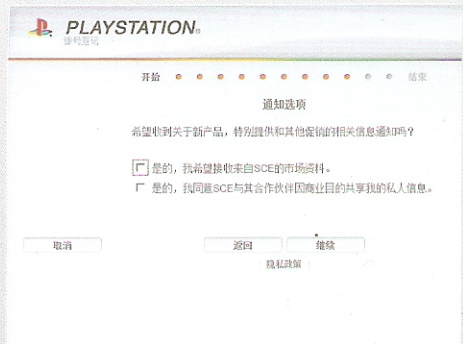 PLAYSTATION®
账号登记
开始 结束
通知选项
希望收到关于新产品，特别提供和其他促销的相关信息通知吗？
是的，我希望接收来自SCE的市场资料。
是的，我同意SCE与其合作伙伴因商业目的共享我的私人信息。
取消 返回 继续
隐私政策